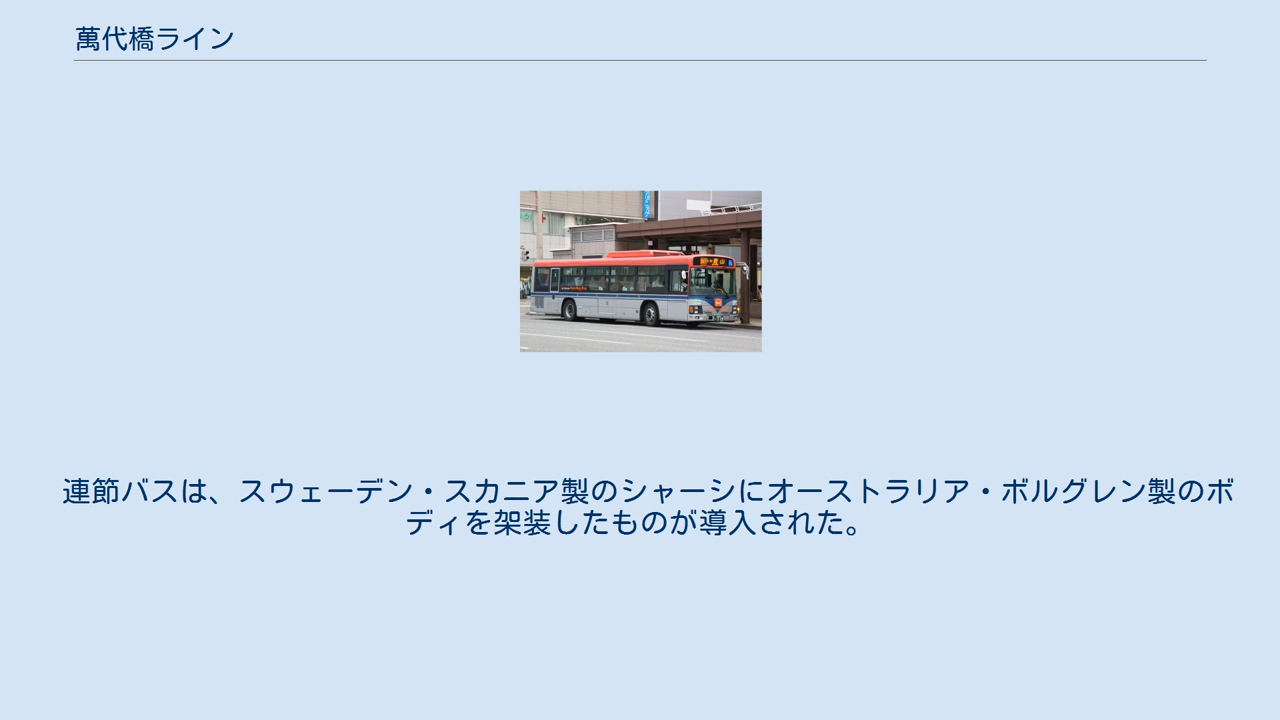 萬代橋ライン
連節バスは、スウェーデン・スカニア製のシャーシにオーストラリア・ボルグレン製のボ
ディを架装したものが導入された。